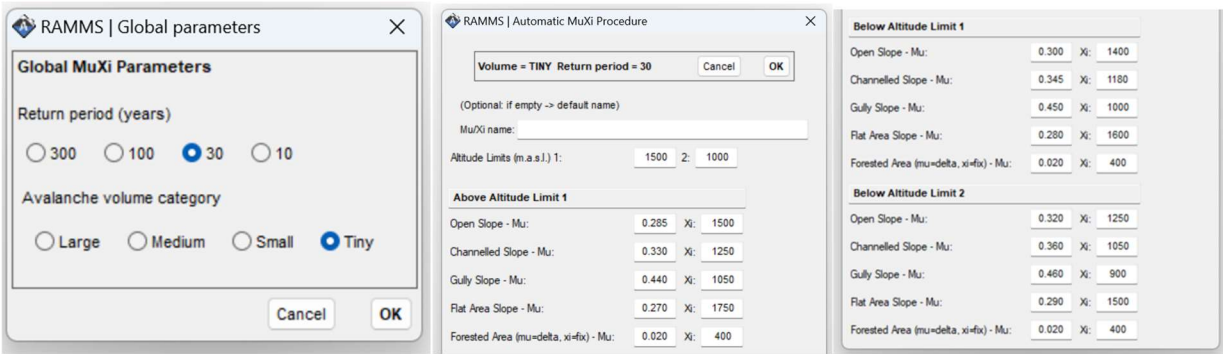 RAMMS | Global parameters
Global MuXi Parameters
Return period (years)
300 100 30 10
Avalanche volume category
Large Medium Small Tiny
Cancel OK
RAMMS | Automatic MuXi Procedure
Volume = TINY Return period = 30 Cancel OK
(Optional: if empty -> default name)
Mu/Xi name:
Altitude Limits (m.a.s.l.) 1: 1500 2: 1000
Above Altitude Limit 1
Open Slope - Mu: 0.285 Xi: 1500
Channelled Slope - Mu: 0.330 Xi: 1250
Gully Slope - Mu: 0.440 Xi: 1050
Flat Area Slope - Mu: 0.270 Xi: 1750
Forested Area (mu=delta, xi=fix) - Mu: 0.020 Xi: 400
Below Altitude Limit 1
Open Slope - Mu: 0.300 Xi: 1400
Channelled Slope - Mu: 0.345 Xi: 1180
Gully Slope - Mu: 0.450 Xi: 1000
Flat Area Slope - Mu: 0.280 Xi: 1600
Forested Area (mu=delta, xi=fix) - Mu: 0.020 Xi: 400
Below Altitude Limit 2
Open Slope - Mu: 0.320 Xi: 1250
Channelled Slope - Mu: 0.360 Xi: 1050
Gully Slope - Mu: 0.460 Xi: 900
Flat Area Slope - Mu: 0.290 Xi: 1500
Forested Area (mu=delta, xi=fix) - Mu: 0.020 Xi: 400